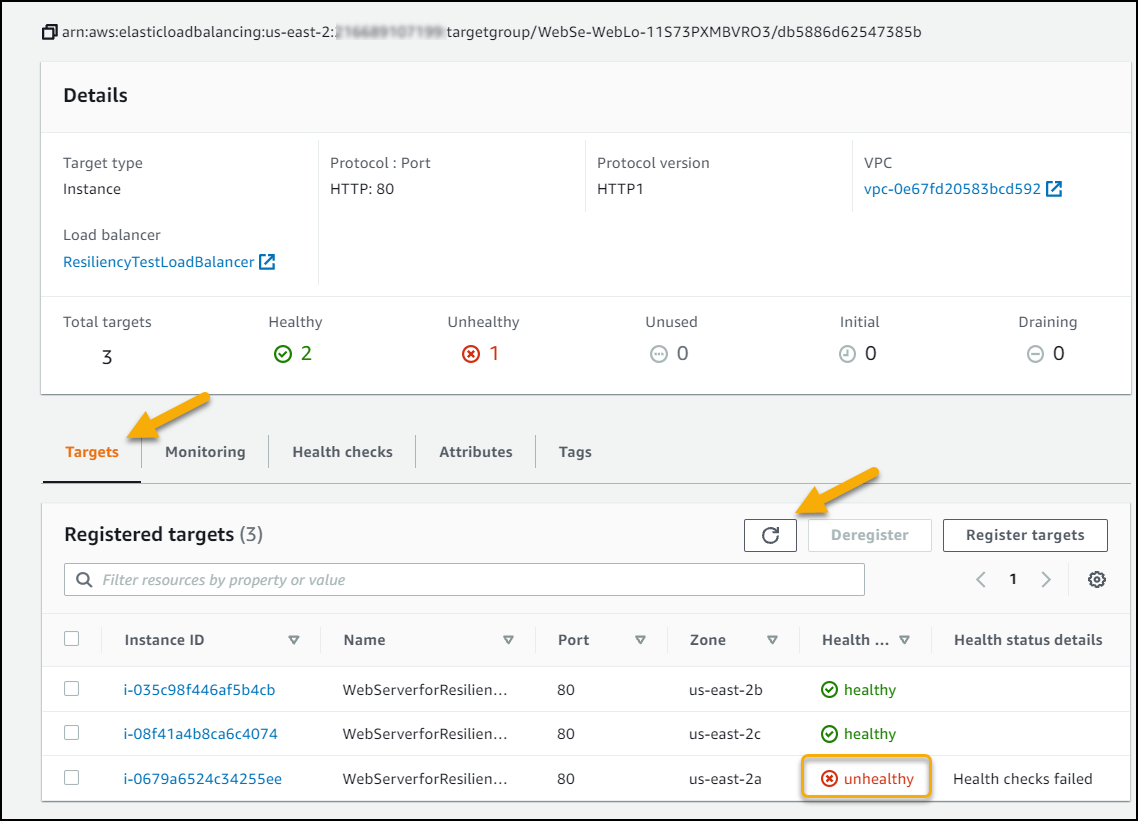 arn:aws:elasticloadbalancing:us-east-2: :targetgroup/WebSe-WebLo-11S73PXMBVRO3/db5886d62547385b
Details
Target type Protocol : Port Protocol version VPC
Instance HTTP: 80 HTTP1 vpc-0e67fd20583bcd592
Load balancer
ResiliencyTestLoadBalancer
Total targets Healthy Unhealthy Unused Initial Draining
3 2 1 0 0 0
Targets Monitoring Health checks Attributes Tags
Registered targets (3) Deregister Register targets
Filter resources by property or value 1
Instance ID Name Port Zone Health ... Health status details
i-035c98f446af5b4cb WebServerforResilien... 80 us-east-2b healthy
i-08f41a4b8ca6c4074 WebServerforResilien... 80 us-east-2c healthy
i-0679a6524c34255ee WebServerforResilien... 80 us-east-2a unhealthy Health checks failed